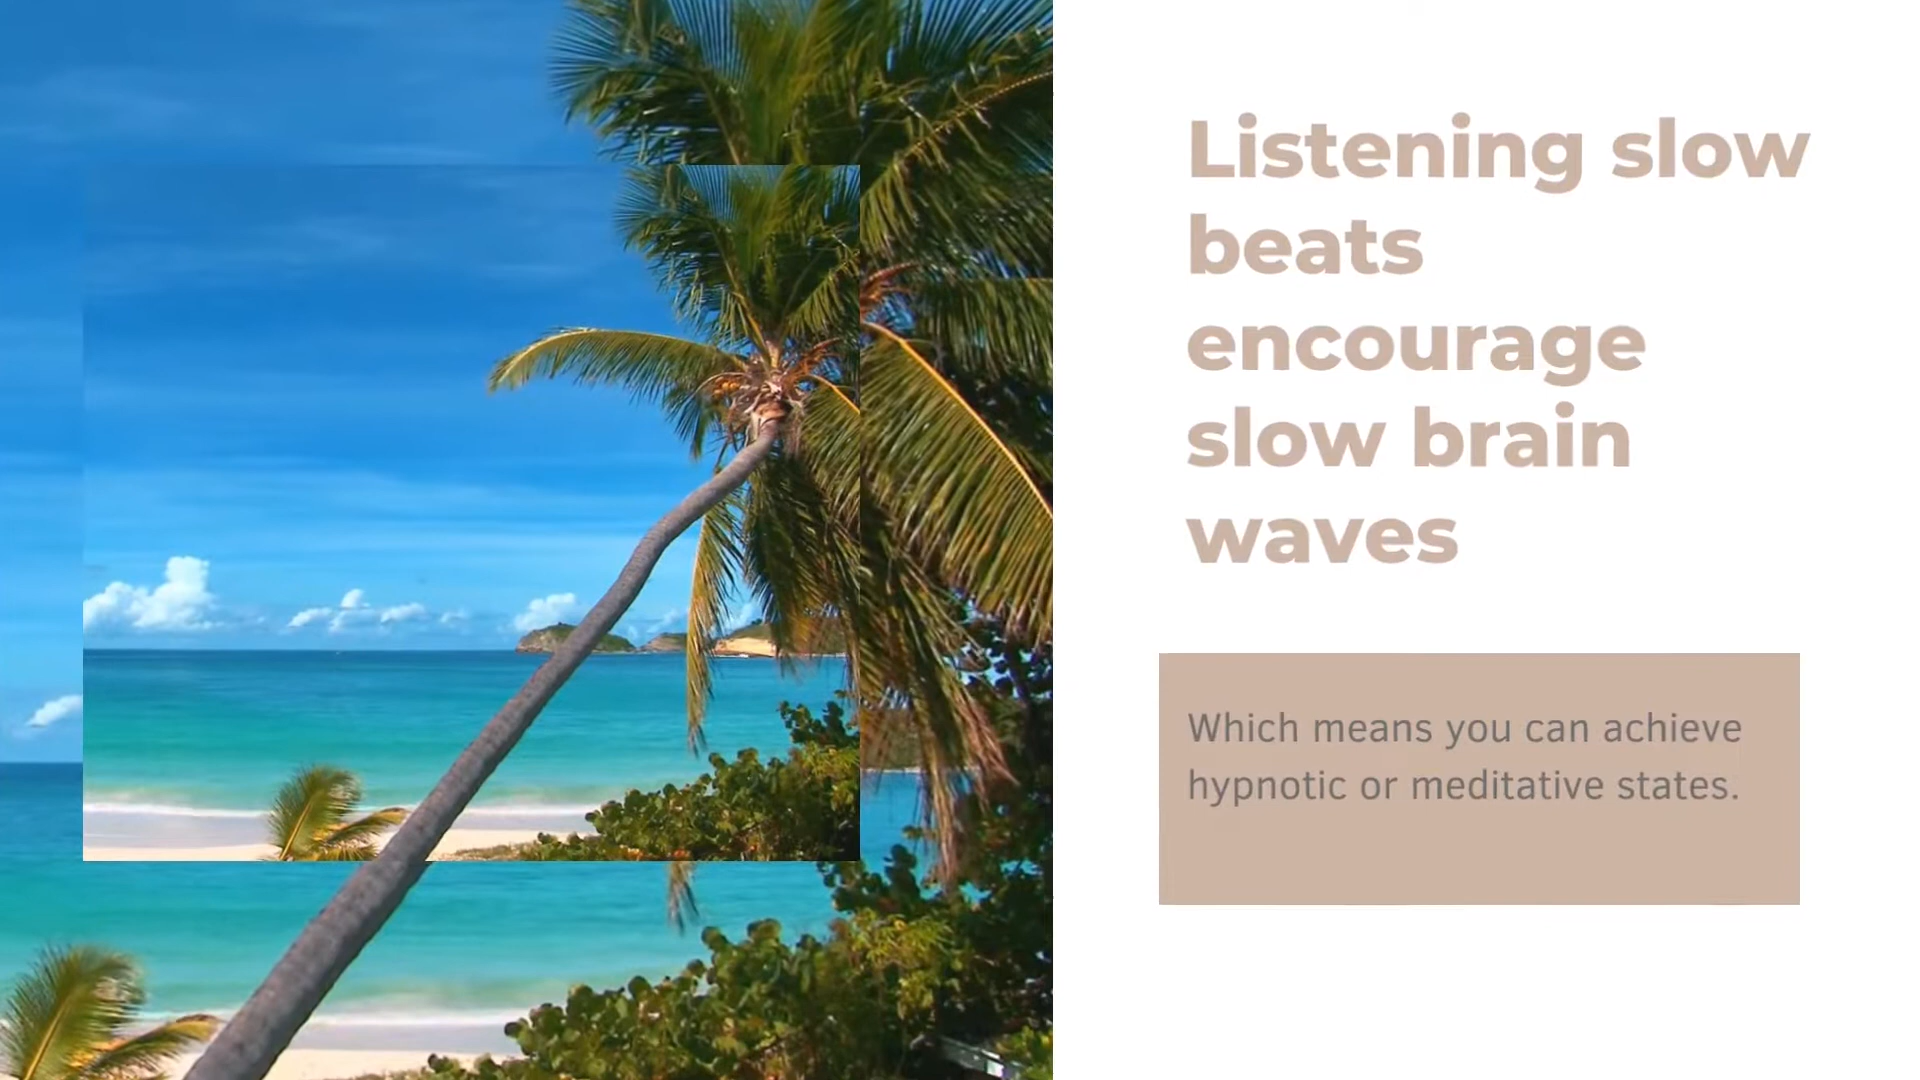 Listening slow
beats
encourage
slow brain
waves
Which means you can achieve
hypnotic or meditative states.